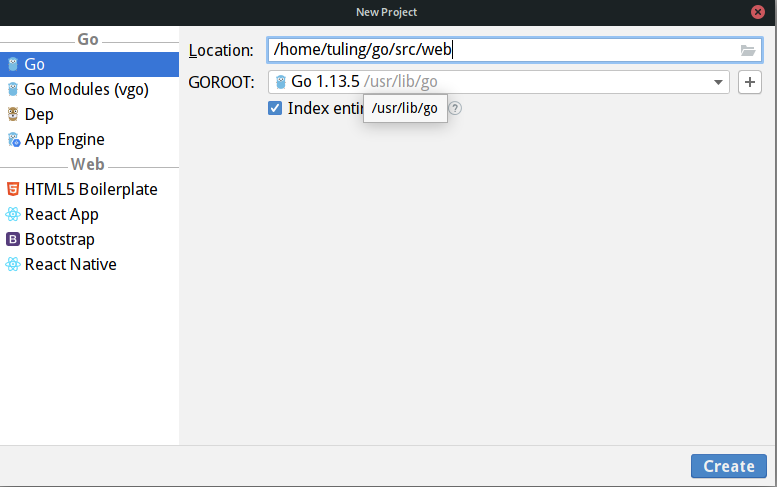 New Project
Go
Go
Go Modules (vgo)
Dep
App Engine
Web
HTML5 Boilerplate
React App
Bootstrap
React Native
Location: /home/tuling/go/src/web
GOROOT: Go 1.13.5 /usr/lib/go
Index /usr/lib/go ?
Create